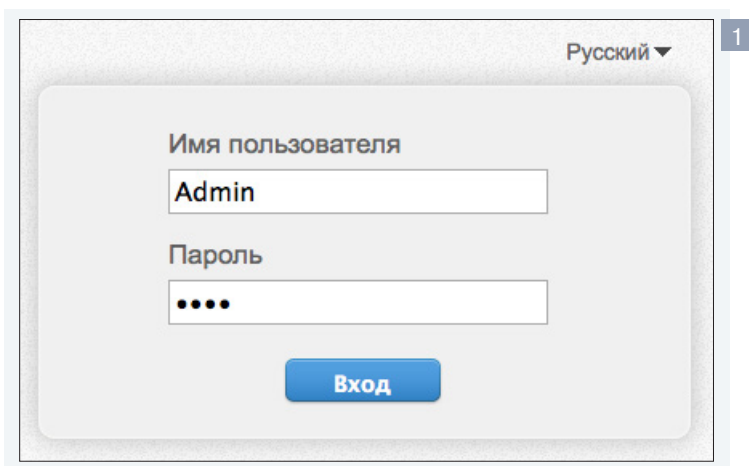 Русский
1
Имя пользователя
Admin
Пароль
••••
Вход